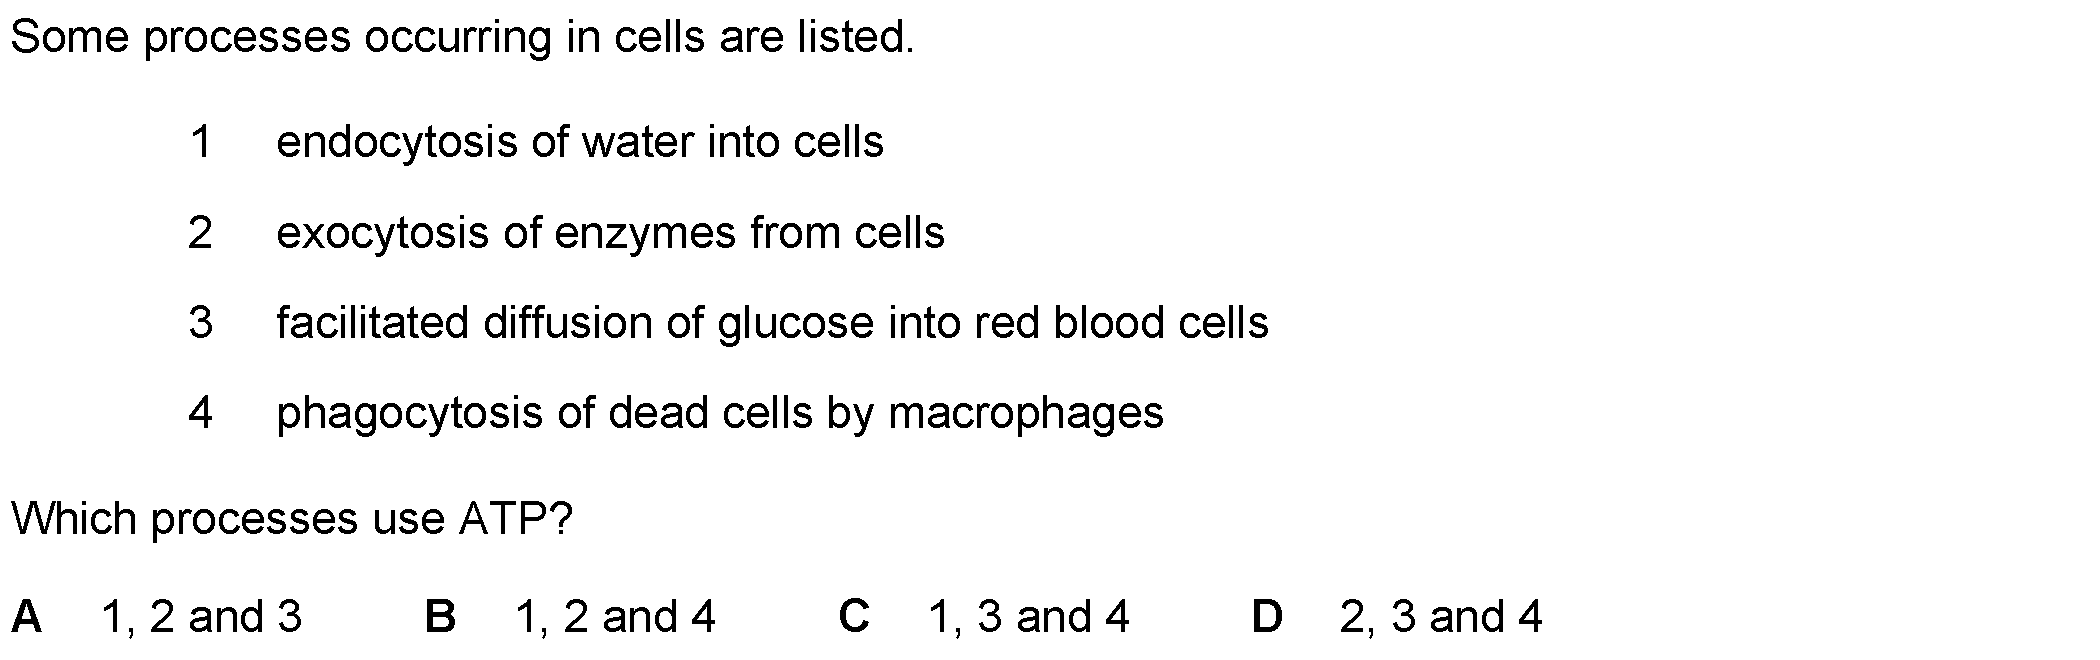 Some processes occurring in cells are listed.
1 endocytosis of water into cells
2 exocytosis of enzymes from cells
3 facilitated diffusion of glucose into red blood cells
4 phagocytosis of dead cells by macrophages
Which processes use ATP?
A 1, 2 and 3 B 1, 2 and 4 C 1, 3 and 4 D 2, 3 and 4